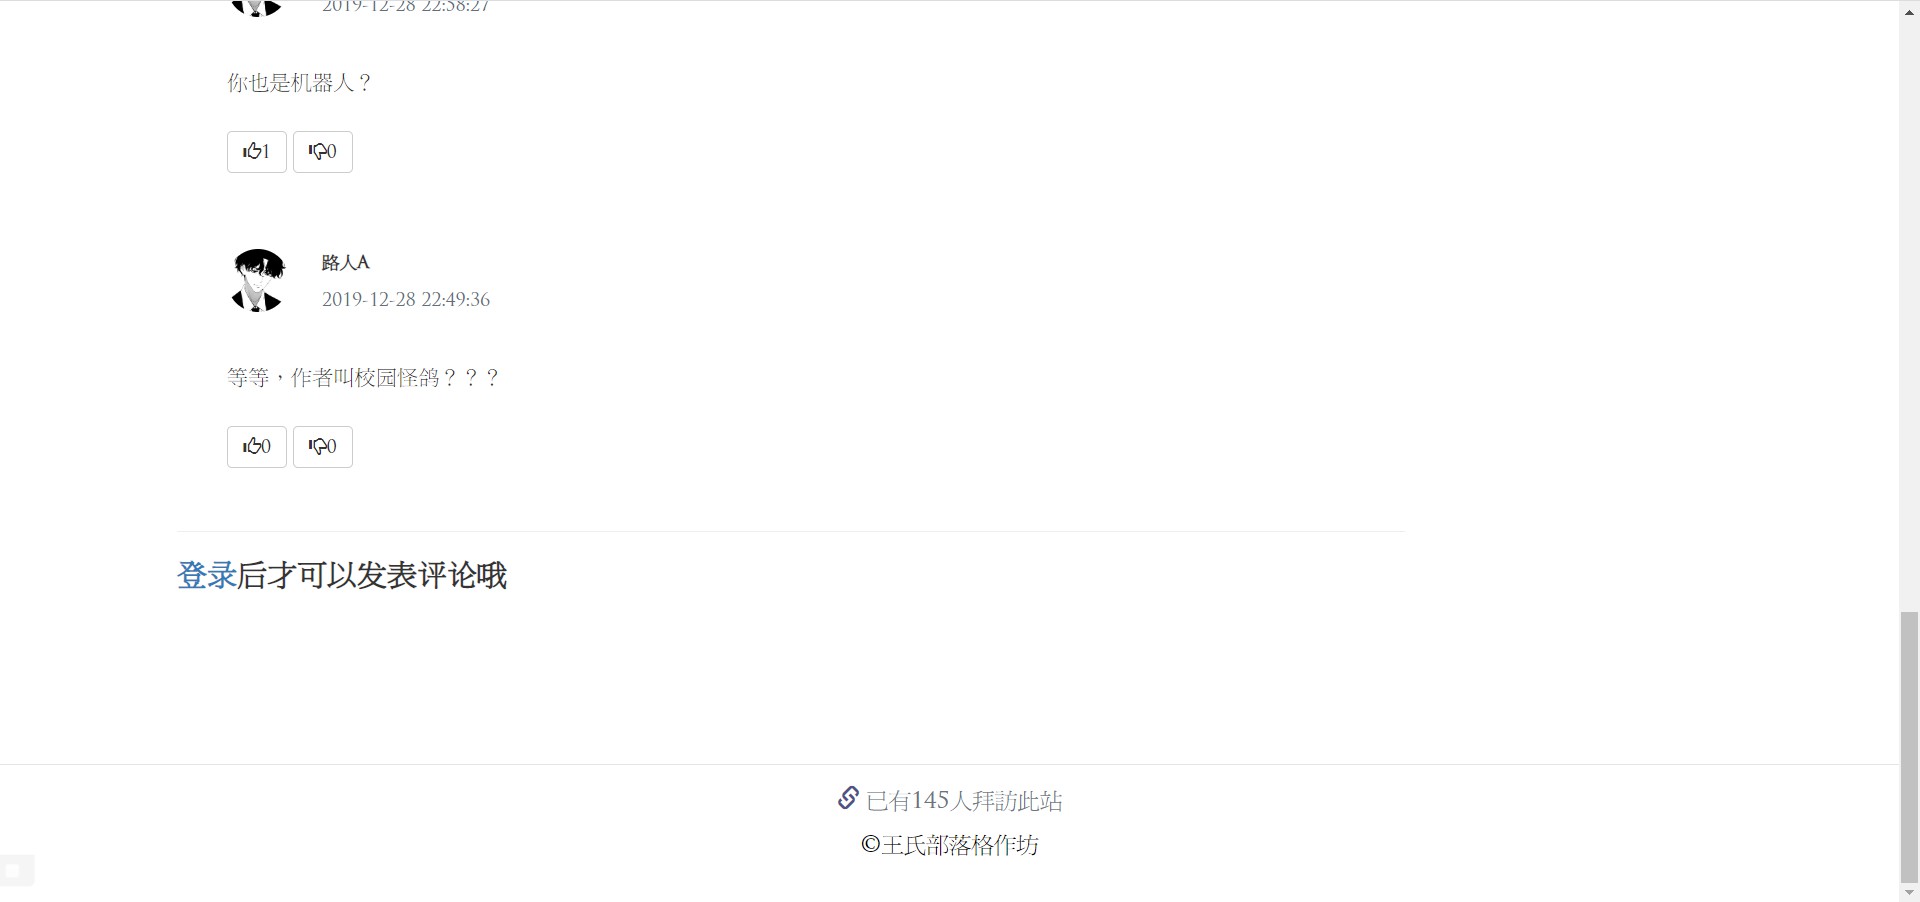 2019-12-28 22:58:27
你也是机器人？
1 0
路人A
2019-12-28 22:49:36
等等，作者叫校园怪鸽？？？
0 0
登录后才可以发表评论哦
已有145人拜訪此站
©王氏部落格作坊